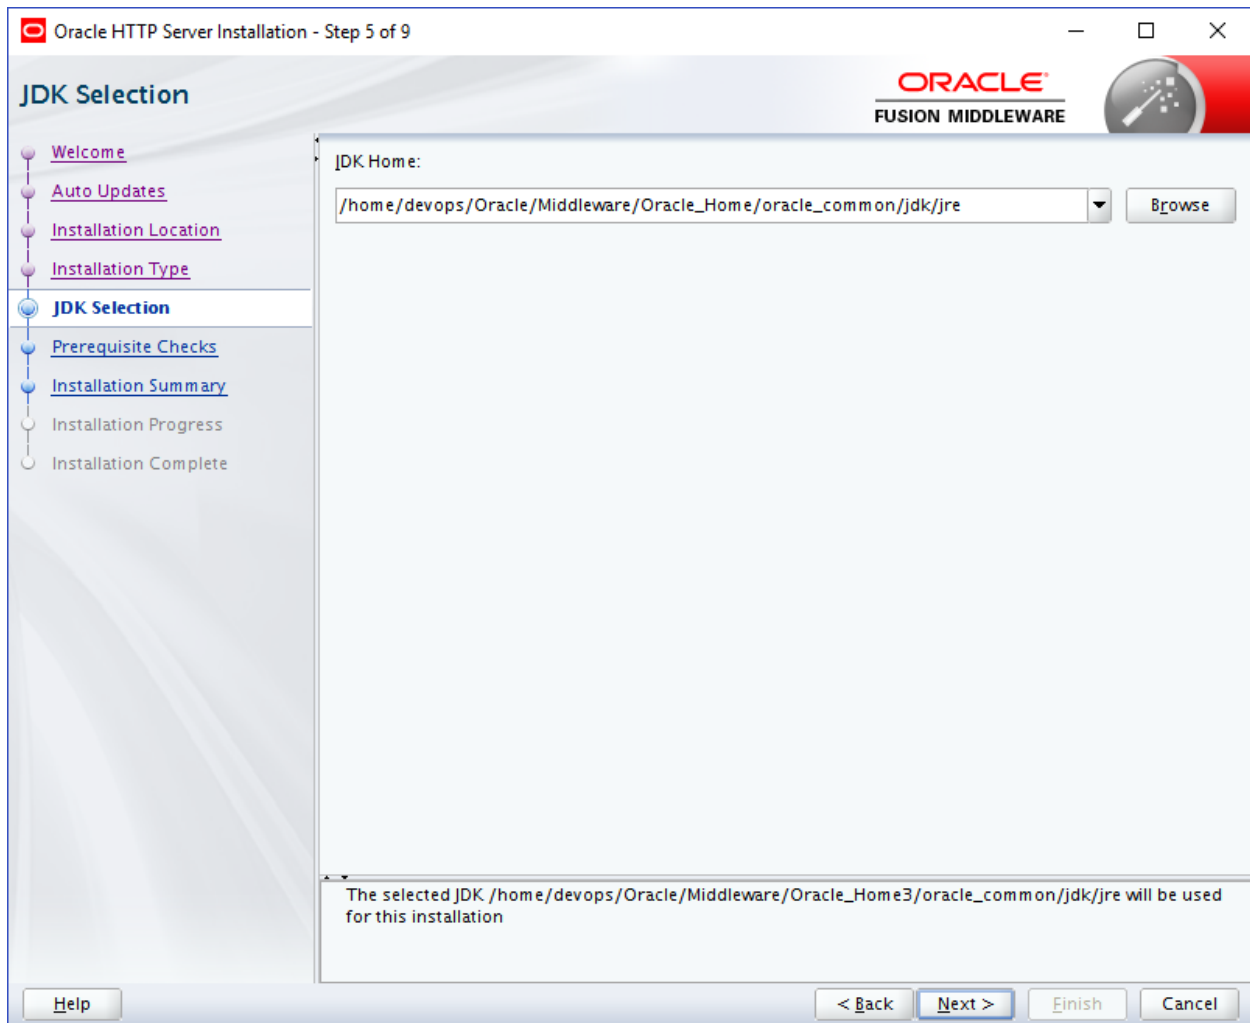 Oracle HTTP Server Installation - Step 5 of 9
JDK Selection
ORACLE
FUSION MIDDLEWARE
Welcome
Auto Updates
Installation Location
Installation Type
JDK Selection
Prerequisite Checks
Installation Summary
Installation Progress
Installation Complete
JDK Home:
/home/devops/Oracle/Middleware/Oracle_Home/oracle_common/jdk/jre
Browse
The selected JDK /home/devops/Oracle/Middleware/Oracle_Home3/oracle_common/jdk/jre will be used
for this installation
Help
< Back
Next >
Finish
Cancel